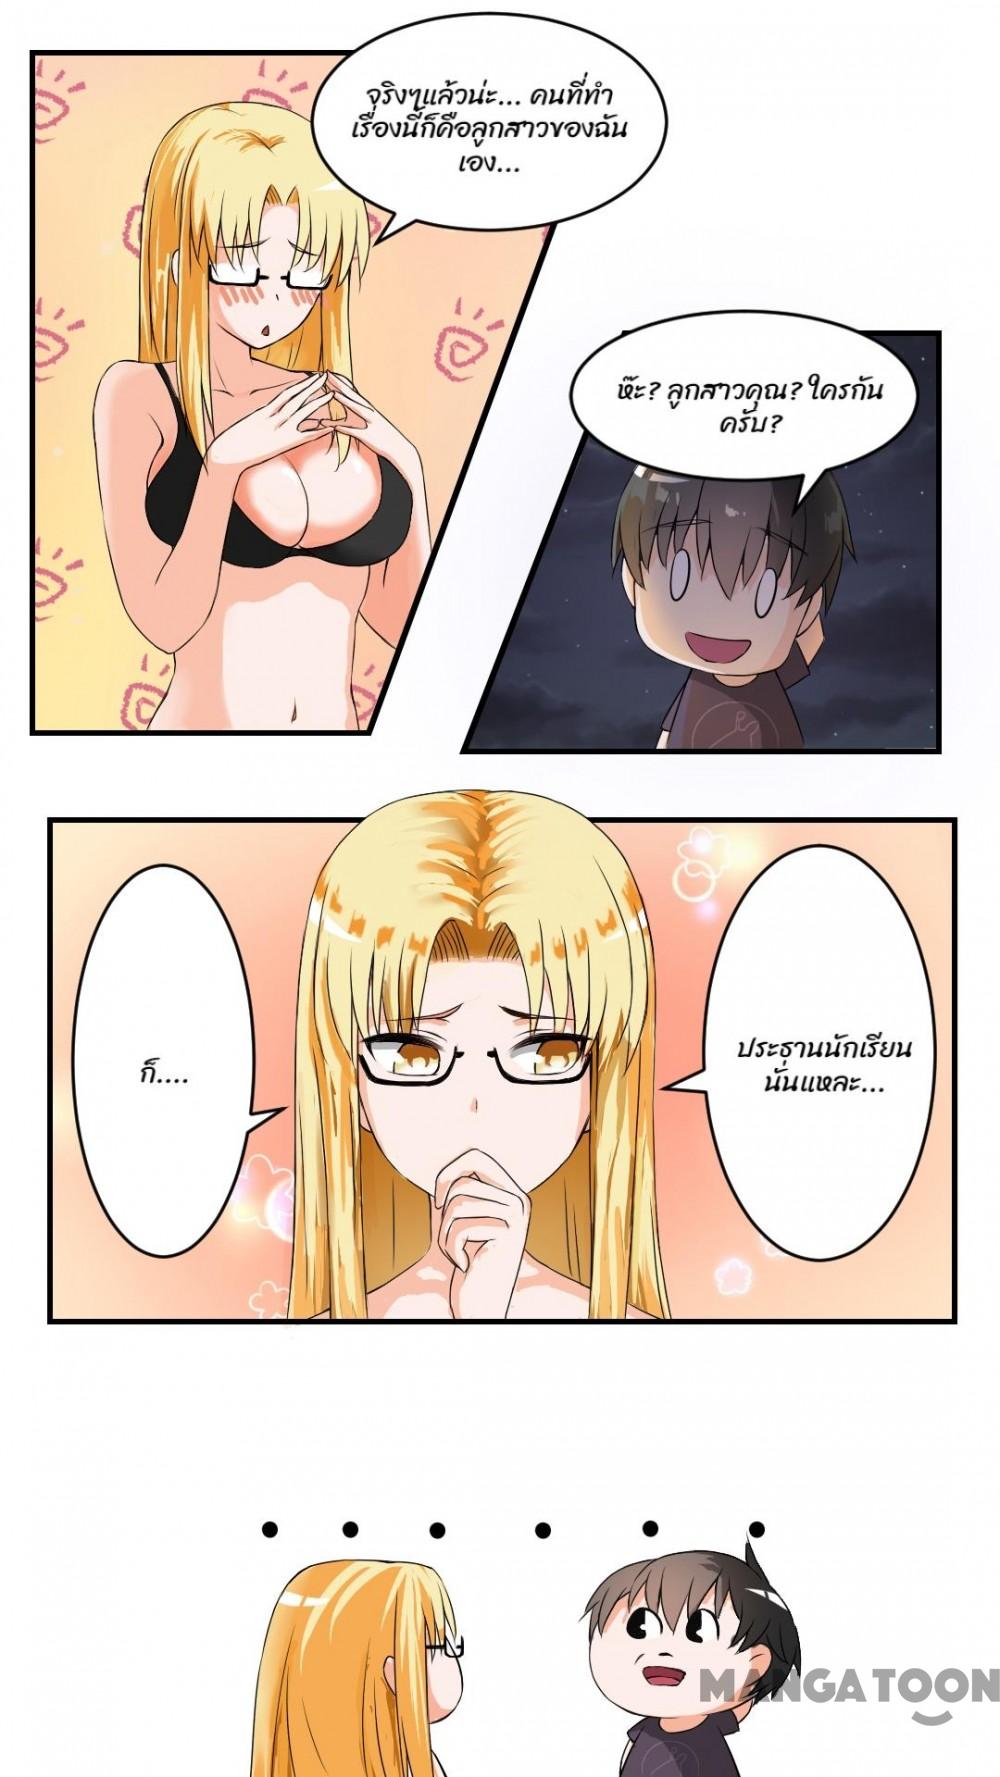 จริงๆแล้วน่ะ... คนที่ทำ
เรื่องนี้ก็คือลูกสาวของฉัน
เอง...
ห๊ะ? ลูกสาวคุณ? ใครกัน
ครับ?
ก็....
ประธานนักเรียน
นั่นแหละ...
MANGATOON